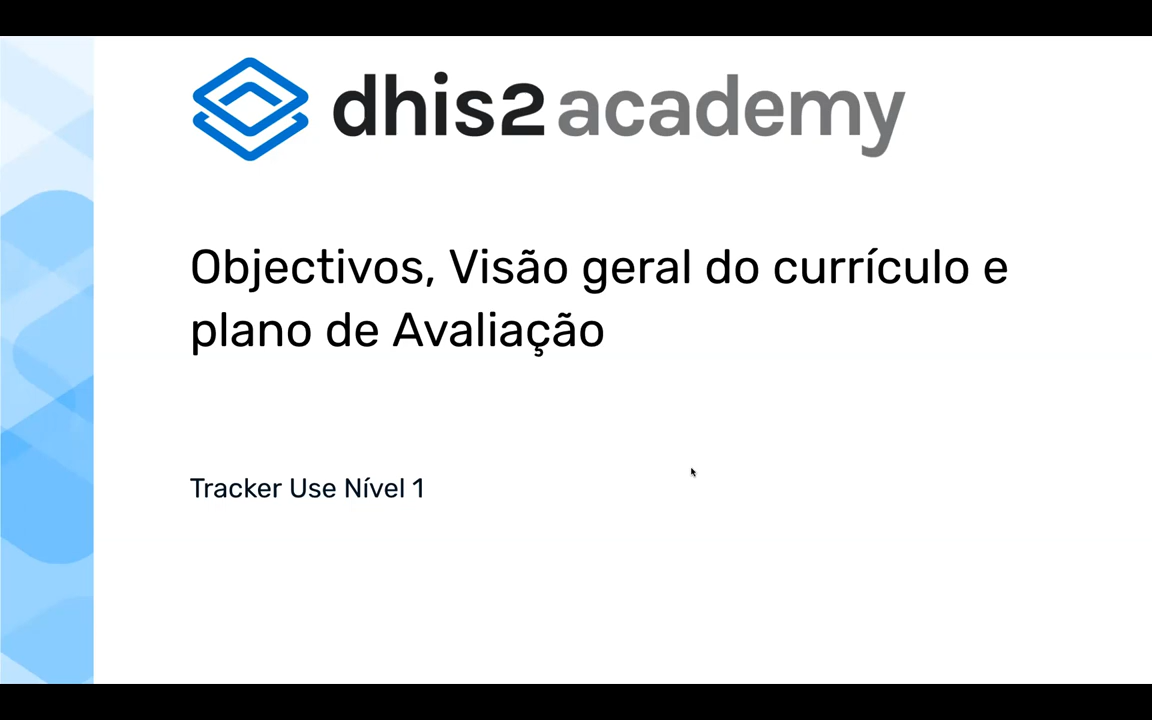 dhis2 academy
Objectivos, Visão geral do currículo e
plano de Avaliação
Tracker Use Nível 1